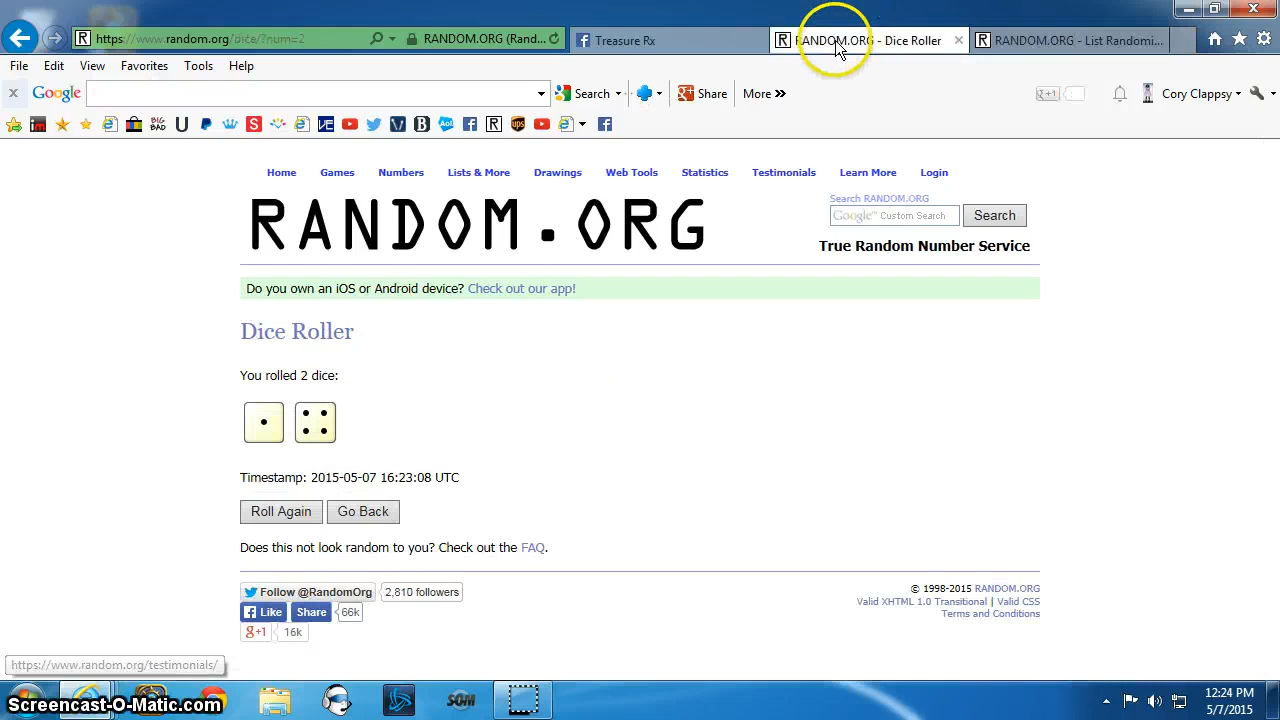 https://www.random.org/dice/?num=2
RANDOM.ORG (Rand...
Treasure Rx
RANDOM.ORG - Dice Roller
RANDOM.ORG - List Randomi...
File Edit View Favorites Tools Help
Google
Search
Share
More »
+1
Cory Clappsy
Home Games Numbers Lists & More Drawings Web Tools Statistics Testimonials Learn More Login
RANDOM.ORG
Search RANDOM.ORG
Google™ Custom Search
Search
True Random Number Service
Do you own an iOS or Android device? Check out our app!
Dice Roller
You rolled 2 dice:
Timestamp: 2015-05-07 16:23:08 UTC
Roll Again
Go Back
Does this not look random to you? Check out the FAQ.
Follow @RandomOrg
2,810 followers
Like
Share
66k
+1
16k
© 1998-2015 RANDOM.ORG
Valid XHTML 1.0 Transitional | Valid CSS
Terms and Conditions
https://www.random.org/testimonials/
Screencast-O-Matic.com
SOM
12:24 PM
5/7/2015